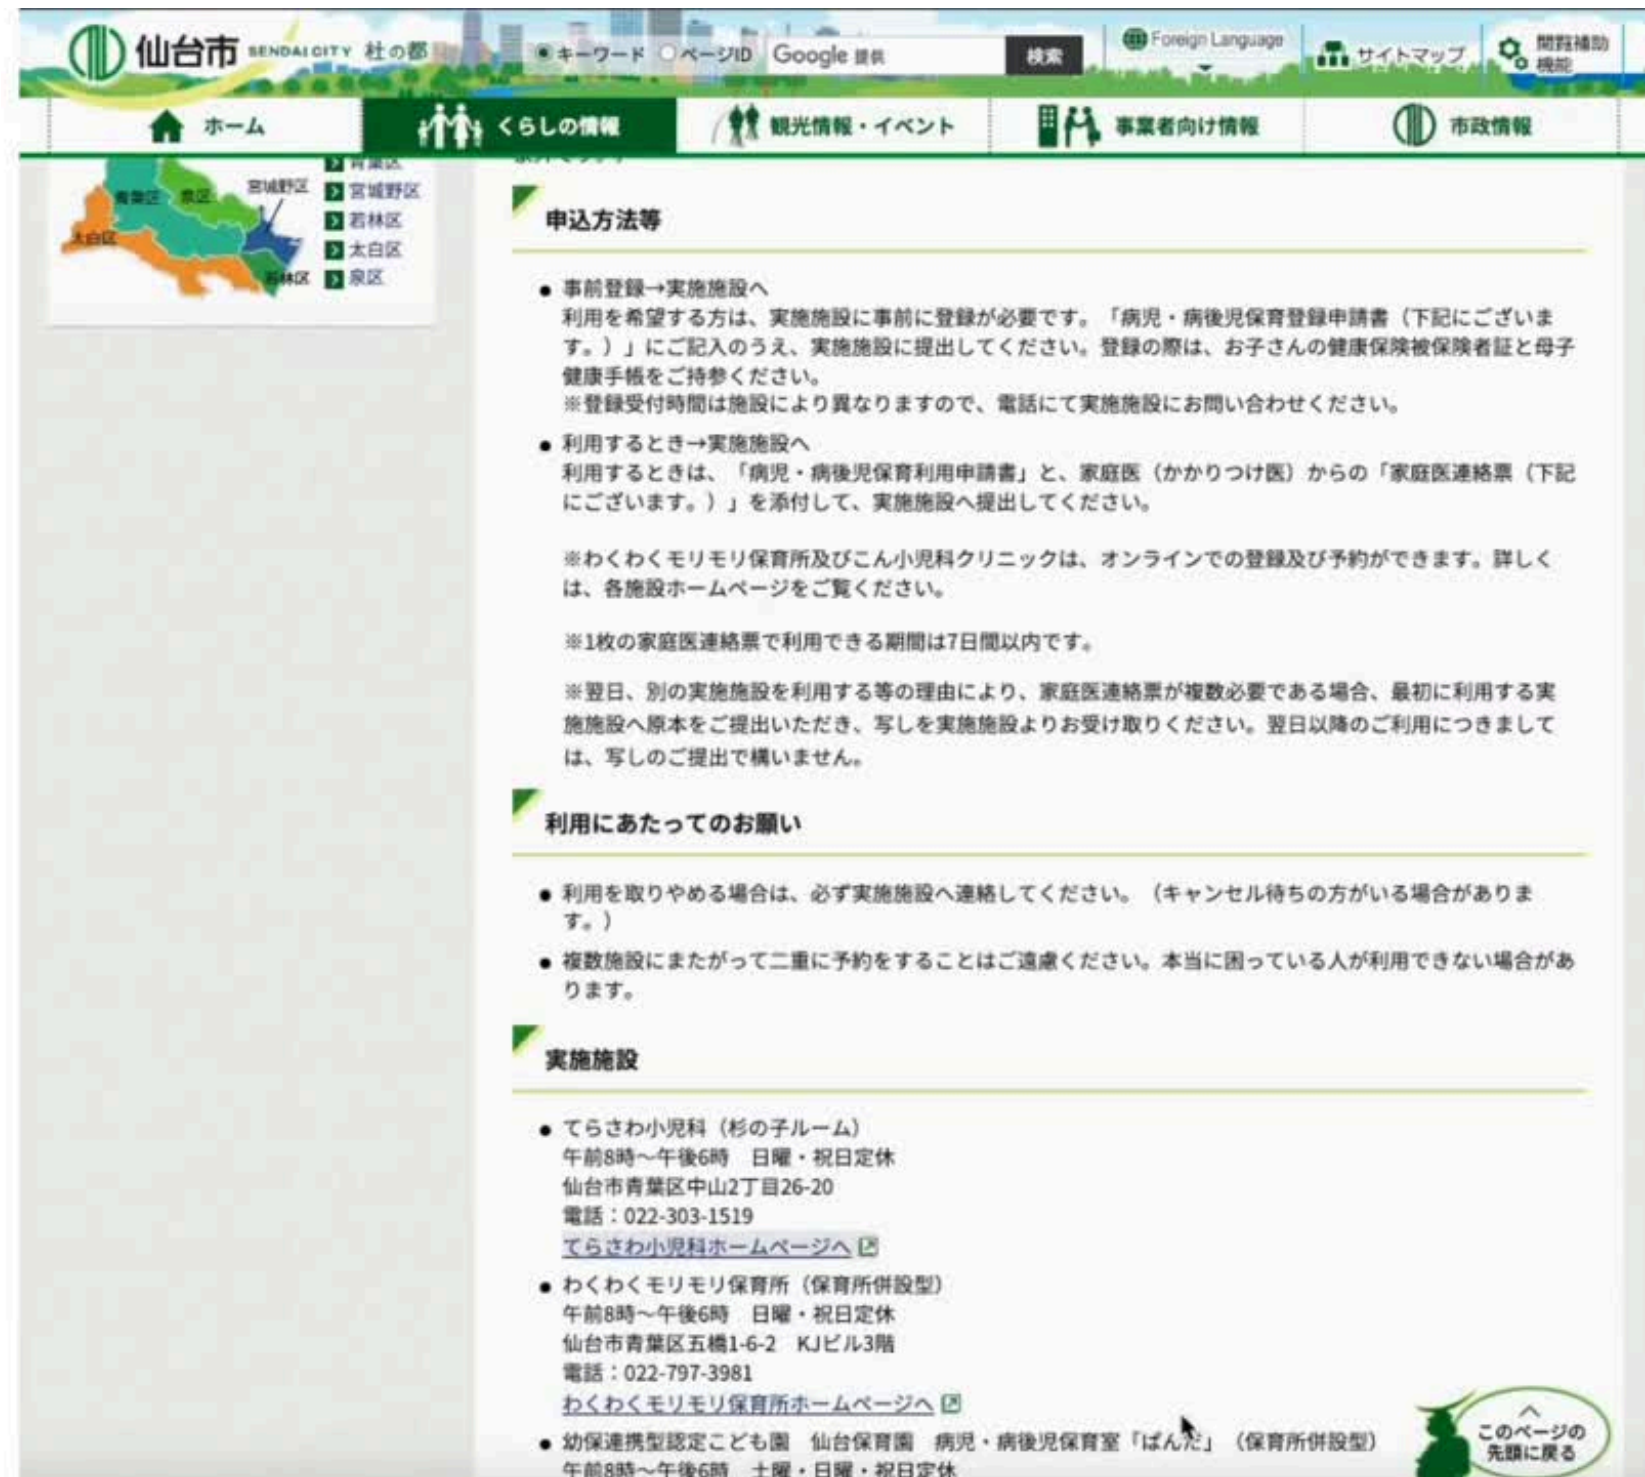 仙台市 SENDAI CITY 杜の都
キーワード ページID Google 提供 検索
Foreign Language
サイトマップ
閲覧補助
機能
ホーム くらしの情報 観光情報・イベント 事業者向け情報 市政情報
青葉区
宮城野区
若林区
太白区
泉区
青葉区 泉区 宮城野区
太白区
若林区
申込方法等
事前登録→実施施設へ
利用を希望する方は、実施施設に事前に登録が必要です。「病児・病後児保育登録申請書（下記にございま
す。）」にご記入のうえ、実施施設に提出してください。登録の際は、お子さんの健康保険被保険者証と母子
健康手帳をご持参ください。
※登録受付時間は施設により異なりますので、電話にて実施施設にお問い合わせください。
利用するとき→実施施設へ
利用するときは、「病児・病後児保育利用申請書」と、家庭医（かかりつけ医）からの「家庭医連絡票（下記
にございます。）」を添付して、実施施設へ提出してください。
※わくわくモリモリ保育所及びこん小児科クリニックは、オンラインでの登録及び予約ができます。詳しく
は、各施設ホームページをご覧ください。
※1枚の家庭医連絡票で利用できる期間は7日間以内です。
※翌日、別の実施施設を利用する等の理由により、家庭医連絡票が複数必要である場合、最初に利用する実
施施設へ原本をご提出いただき、写しを実施施設よりお受け取りください。翌日以降のご利用につきまして
は、写しのご提出で構いません。
利用にあたってのお願い
利用を取りやめる場合は、必ず実施施設へ連絡してください。（キャンセル待ちの方がいる場合がありま
す。）
複数施設にまたがって二重に予約をすることはご遠慮ください。本当に困っている人が利用できない場合があ
ります。
実施施設
てらさわ小児科（杉の子ルーム）
午前8時～午後6時 日曜・祝日定休
仙台市青葉区中山2丁目26-20
電話：022-303-1519
てらさわ小児科ホームページへ
わくわくモリモリ保育所（保育所併設型）
午前8時～午後6時 日曜・祝日定休
仙台市青葉区五橋1-6-2 KJビル3階
電話：022-797-3981
わくわくモリモリ保育所ホームページへ
幼保連携型認定こども園 仙台保育園 病児・病後児保育室「ぱんだ」（保育所併設型）
午前8時～午後6時 土曜・日曜・祝日定休
このページの
先頭に戻る